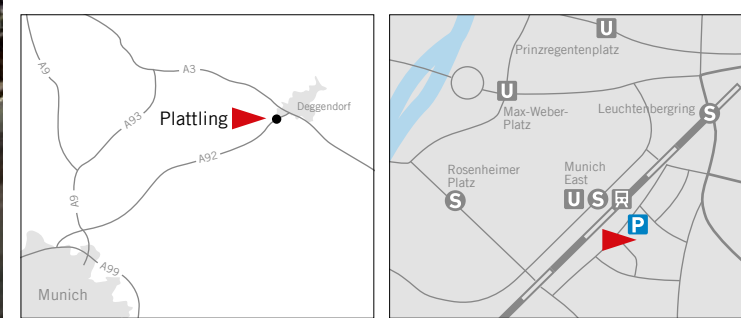 A9
A3
A93
Deggendorf
Plattling
A92
A9
A99
Munich
U
Prinzregentenplatz
U
Max-Weber-
Platz
Leuchtenbergring
S
Rosenheimer
Platz
S
Munich
East
U S
P